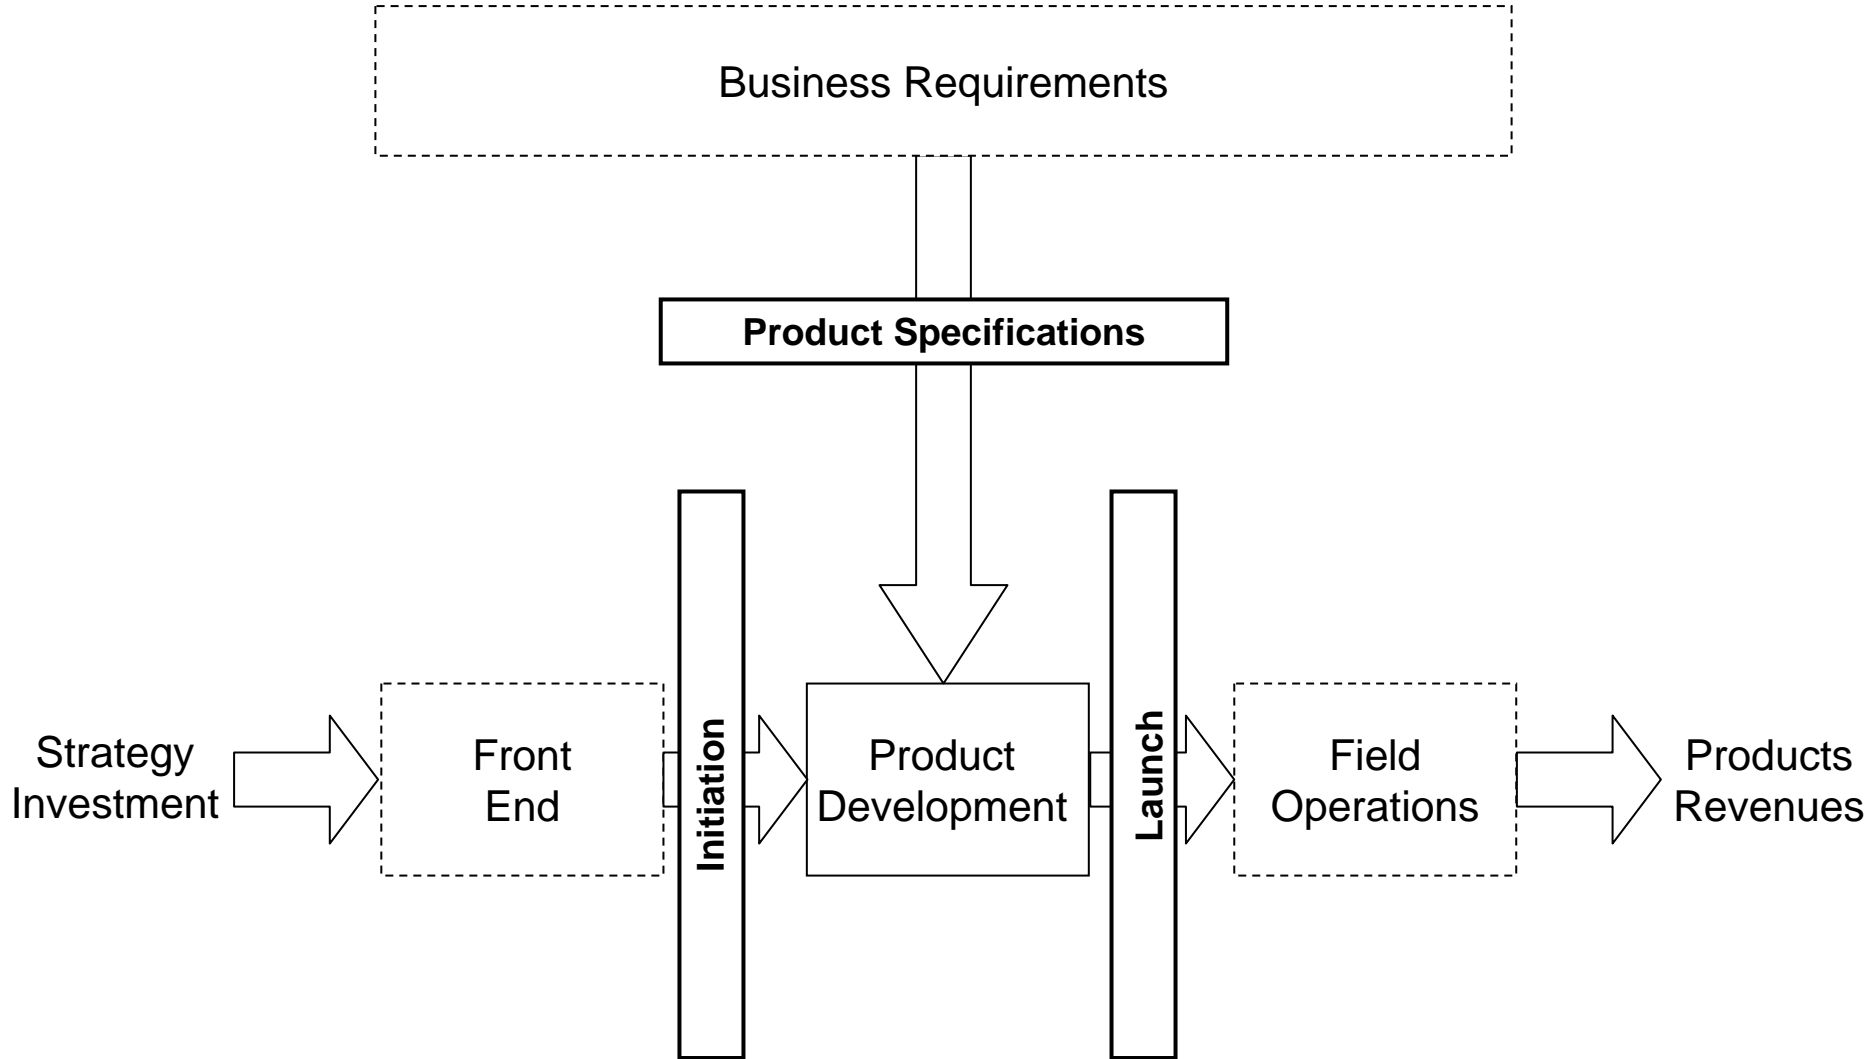 Business Requirements
Product Specifications
Strategy
Investment
Front
End
Initiation
Product
Development
Launch
Field
Operations
Products
Revenues